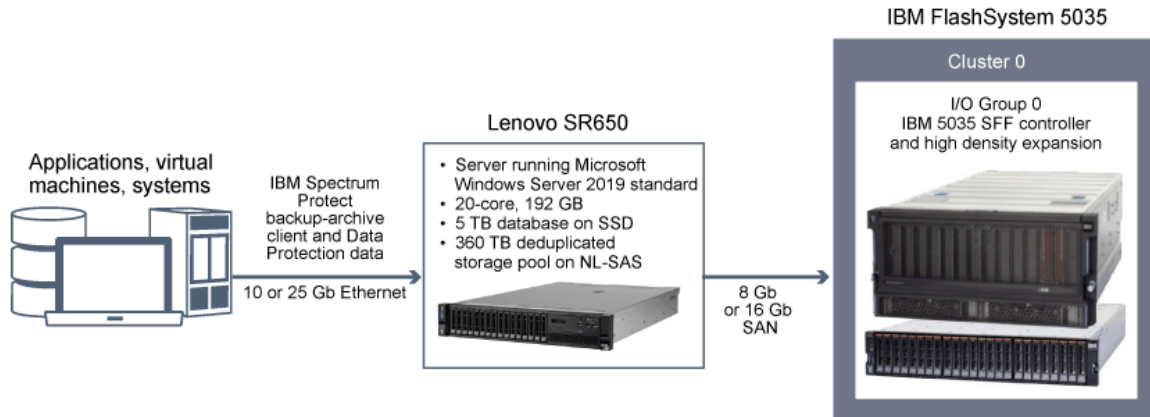 IBM FlashSystem 5035
Cluster 0
I/O Group 0
IBM 5035 SFF controller
and high density expansion
Lenovo SR650
• Server running Microsoft
Windows Server 2019 standard
• 20-core, 192 GB
• 5 TB database on SSD
• 360 TB deduplicated
storage pool on NL-SAS
Applications, virtual
machines, systems
IBM Spectrum
Protect
backup-archive
client and Data
Protection data
10 or 25 Gb Ethernet
8 Gb
or 16 Gb
SAN